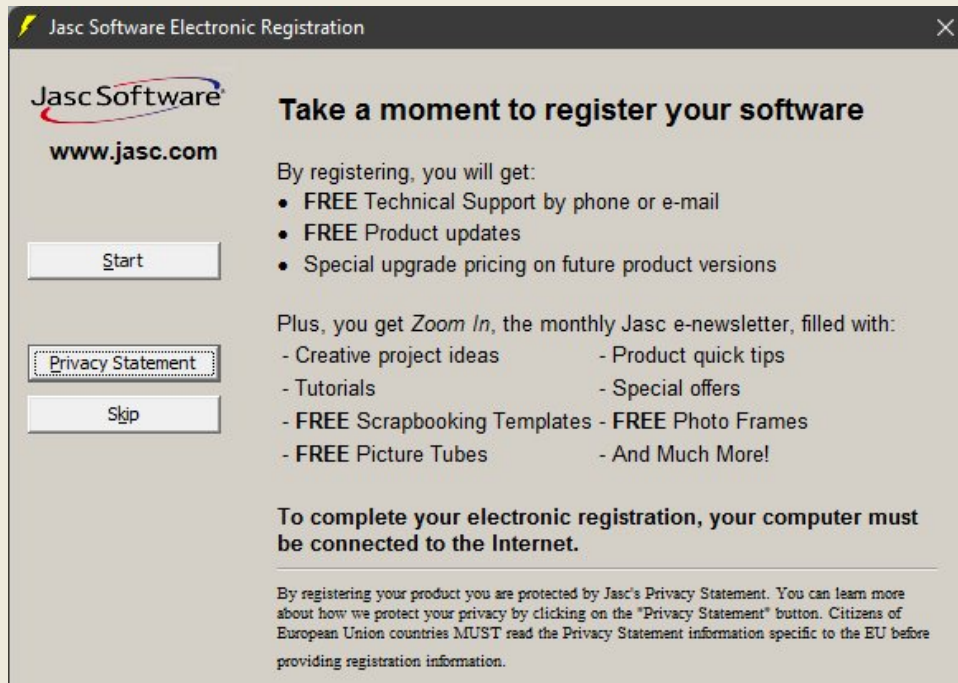 Jasc Software Electronic Registration
Jasc Software®
www.jasc.com
Start
Privacy Statement
Skip
Take a moment to register your software
By registering, you will get:
• FREE Technical Support by phone or e-mail
• FREE Product updates
• Special upgrade pricing on future product versions
Plus, you get Zoom In, the monthly Jasc e-newsletter, filled with:
- Creative project ideas - Product quick tips
- Tutorials - Special offers
- FREE Scrapbooking Templates - FREE Photo Frames
- FREE Picture Tubes - And Much More!
To complete your electronic registration, your computer must
be connected to the Internet.
By registering your product you are protected by Jasc's Privacy Statement. You can learn more
about how we protect your privacy by clicking on the "Privacy Statement" button. Citizens of
European Union countries MUST read the Privacy Statement information specific to the EU before
providing registration information.